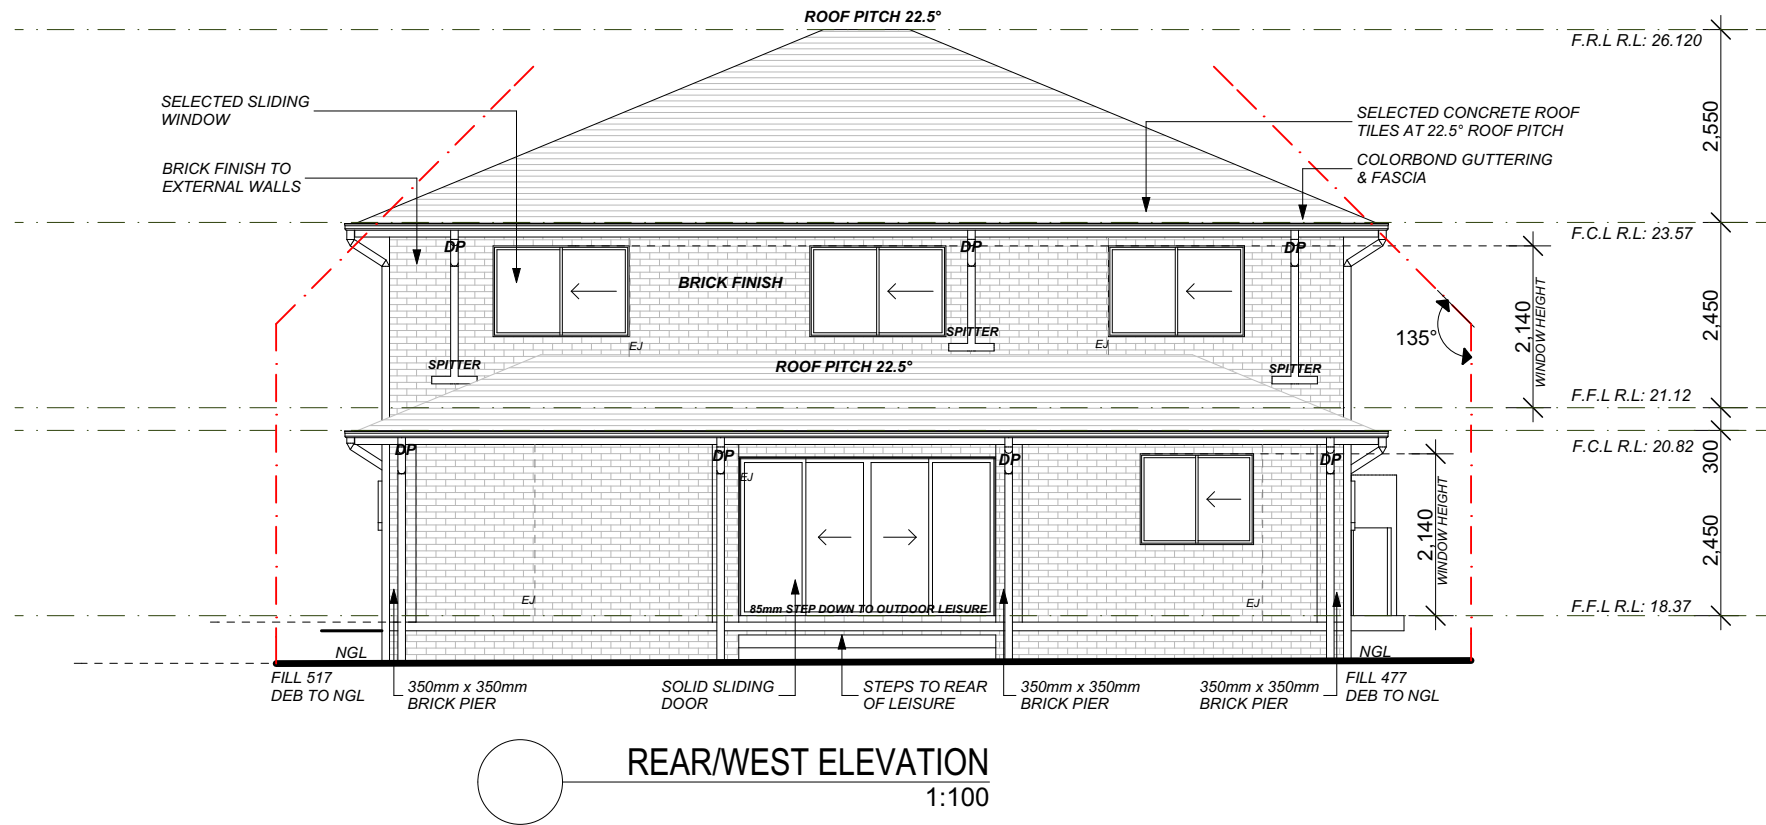 ROOF PITCH 22.5°
F.R.L R.L: 26.120
SELECTED SLIDING
WINDOW
SELECTED CONCRETE ROOF
TILES AT 22.5° ROOF PITCH
2,550
BRICK FINISH TO
EXTERNAL WALLS
COLORBOND GUTTERING
& FASCIA
F.C.L R.L: 23.57
DP
DP
DP
BRICK FINISH
2,140
WINDOW HEIGHT
2,450
135°
SPITTER
EJ
EJ
SPITTER
ROOF PITCH 22.5°
SPITTER
F.F.L R.L: 21.12
F.C.L R.L: 20.82
300
DP
DP
DP
DP
EJ
2,140
WINDOW HEIGHT
2,450
EJ
EJ
85mm STEP DOWN TO OUTDOOR LEISURE
F.F.L R.L: 18.37
NGL
NGL
FILL 517
DEB TO NGL
350mm x 350mm
BRICK PIER
SOLID SLIDING
DOOR
STEPS TO REAR
OF LEISURE
350mm x 350mm
BRICK PIER
350mm x 350mm
BRICK PIER
FILL 477
DEB TO NGL
REAR/WEST ELEVATION
1:100